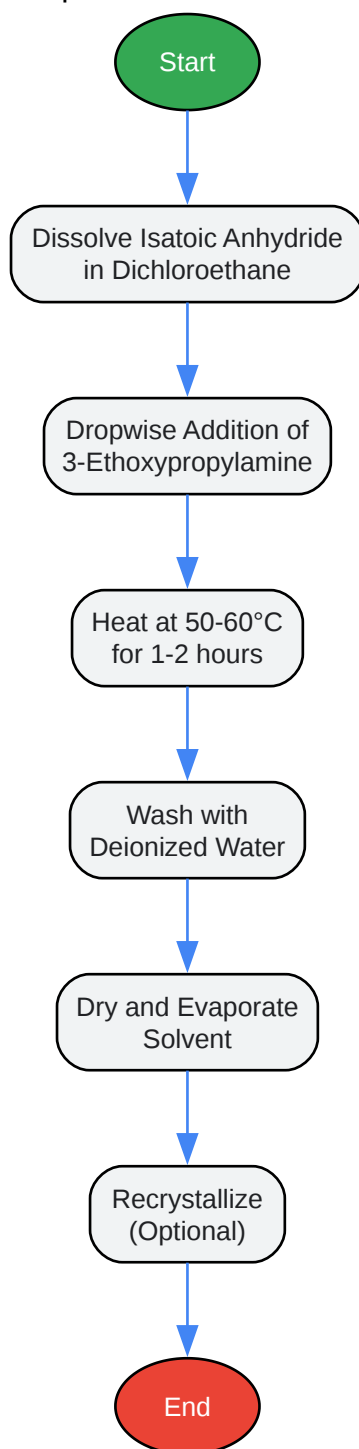 Start
Dissolve Isatoic Anhydride
in Dichloroethane
Dropwise Addition of
3-Ethoxypropylamine
Heat at 50-60°C
for 1-2 hours
Wash with
Deionized Water
Dry and Evaporate
Solvent
Recrystallize
(Optional)
End